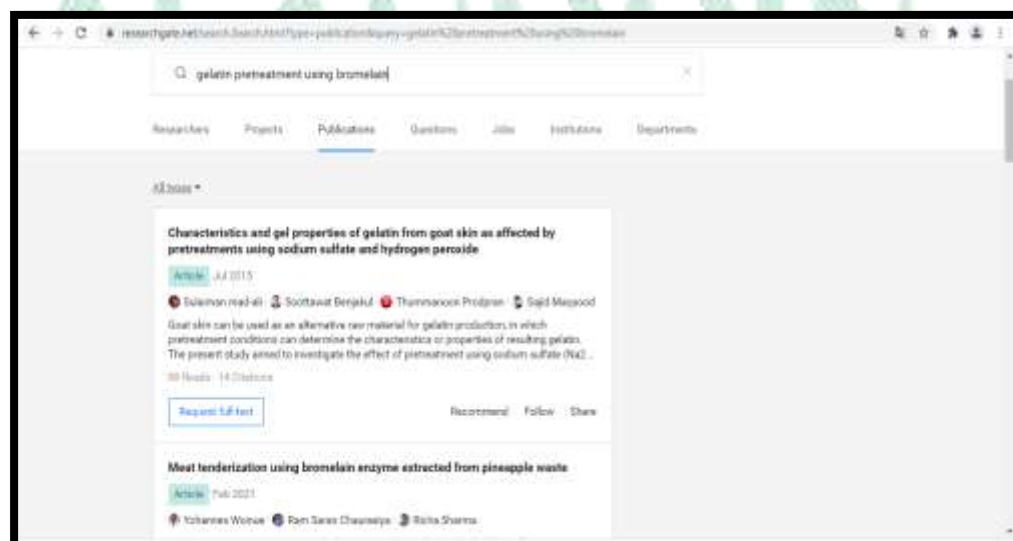 gelatin pretreatment using bromelain
Researchers Projects Publications Questions Jobs Institutions Departments
All types
Characteristics and gel properties of gelatin from goat skin as affected by
pretreatments using sodium sulfate and hydrogen peroxide
Article Jul 2015
Sulaiman mad-ali Soottawat Benjakul Thummanoon Prodpran Sajid Maqsood
Goat skin can be used as an alternative raw material for gelatin production, in which
pretreatment conditions can determine the characteristics or properties of resulting gelatin.
The present study aimed to investigate the effect of pretreatment using sodium sulfate (Na2...
Reads 14 Citations
Request full-text Recommend Follow Share
Meat tenderization using bromelain enzyme extracted from pineapple waste
Article Feb 2021
Yohannes Ram Saran Chaurasiya Richa Sharma